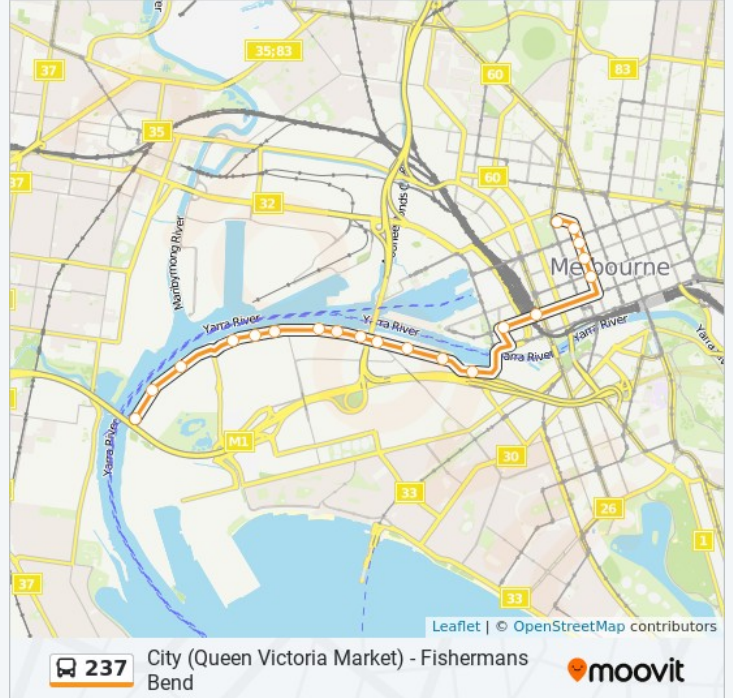 35;83
37
60
83
35
37
60
32
Maribyrnong River
Melbourne
Yarra River
Yarra River
Yarra River
Yarra River
Yarra River
M1
30
33
26
1
37
33
Leaflet | © OpenStreetMap contributors
237
City (Queen Victoria Market) - Fishermans
Bend
moovit